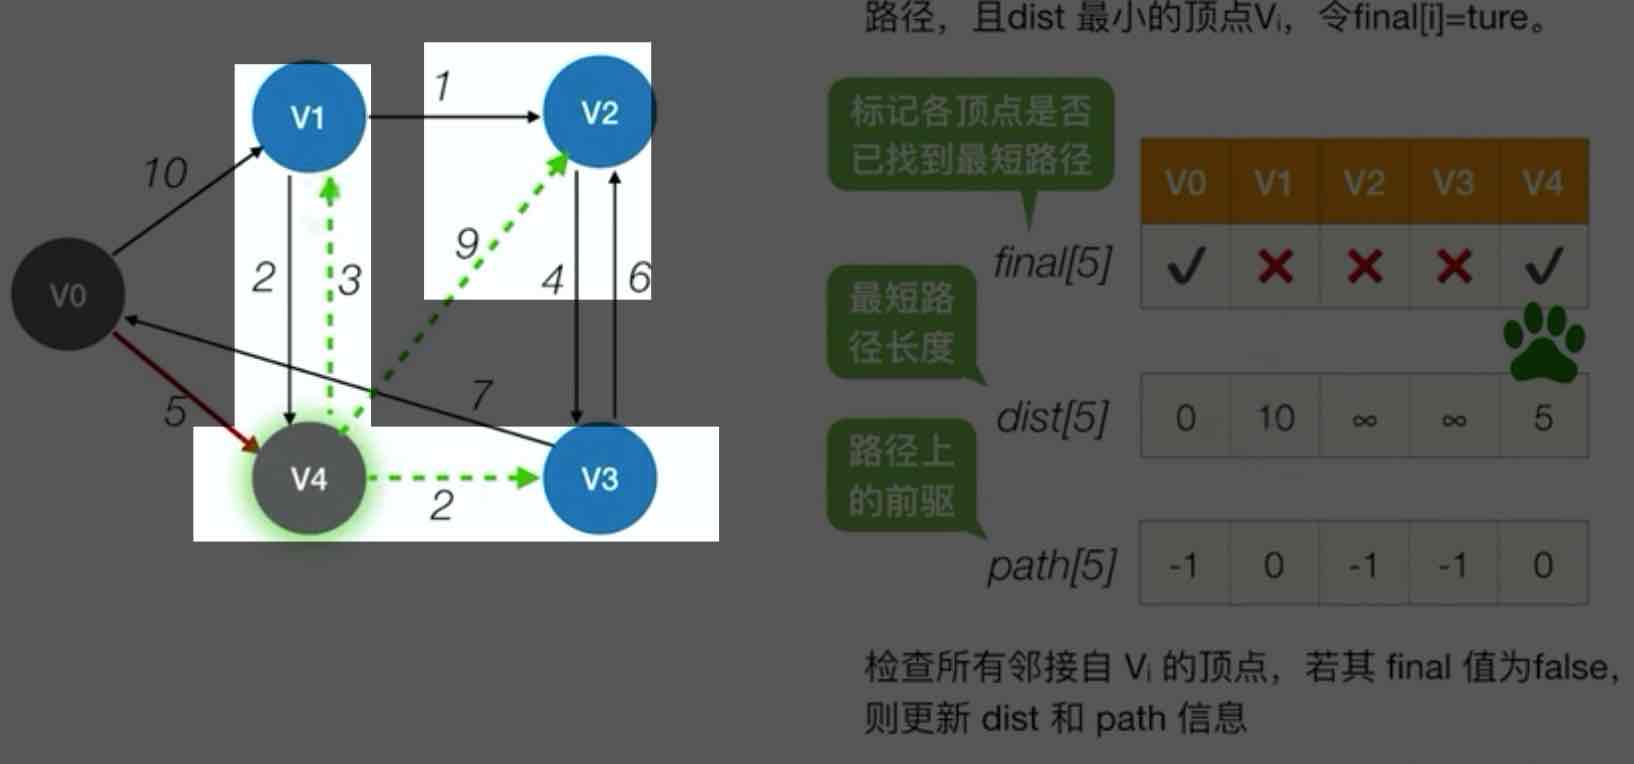 路径，且dist 最小的顶点Vᵢ，令final[i]=ture。
1
V1
V2
标记各顶点是否
已找到最短路径
10
V0 V1 V2 V3 V4
9
final[5]
2
3
4
6
V0
最短路
径长度
7
5
dist[5]
0 10 ∞ ∞ 5
路径上
的前驱
V4
V3
2
path[5]
-1 0 -1 -1 0
检查所有邻接自 Vᵢ 的顶点，若其 final 值为false，
则更新 dist 和 path 信息